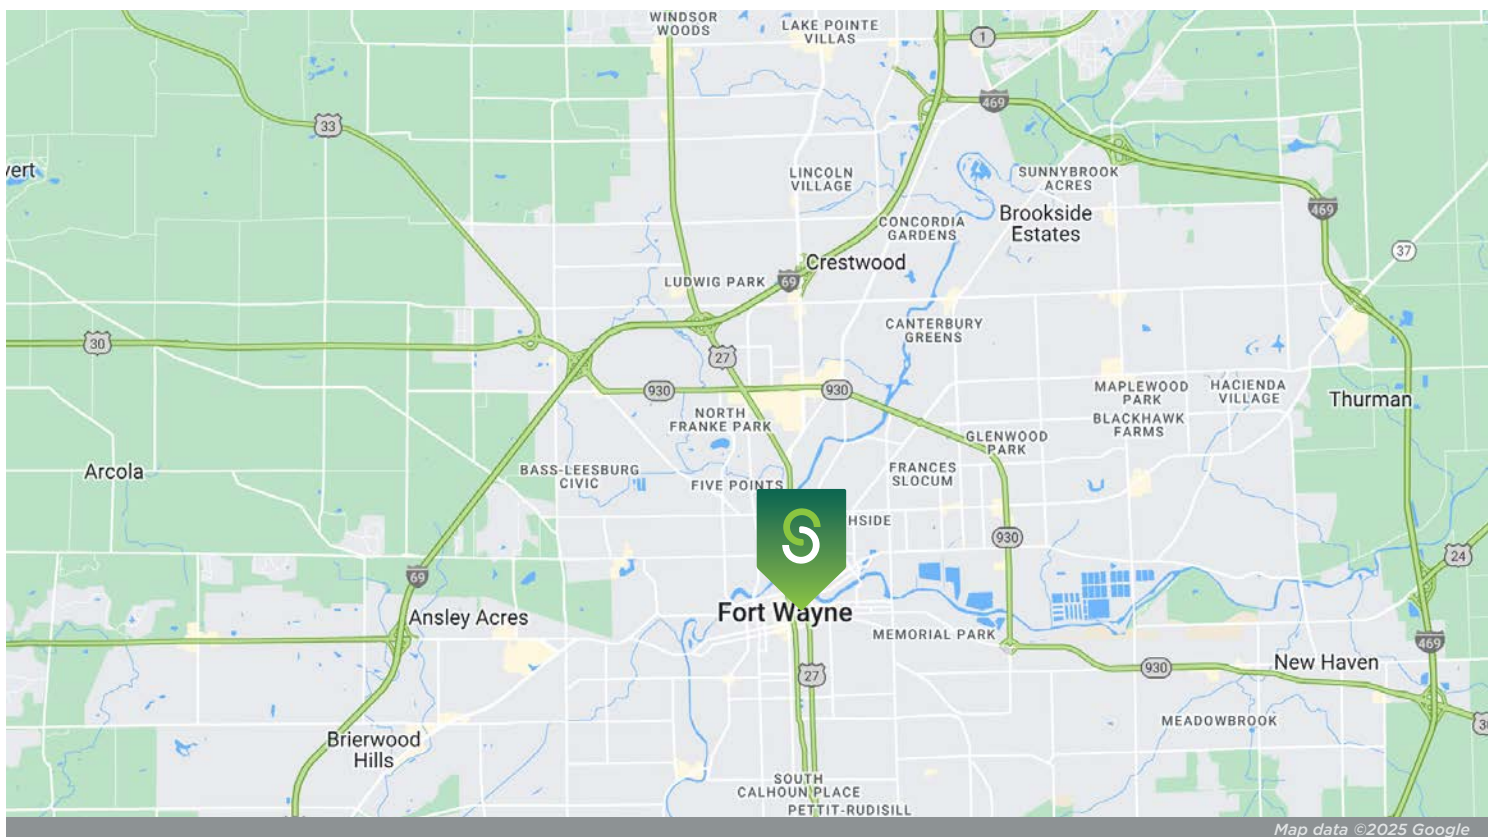 WINDSOR
WOODS
LAKE POINTE
VILLAS
1
469
33
vert
LINCOLN
VILLAGE
SUNNYBROOK
ACRES
469
Brookside
Estates
CONCORDIA
GARDENS
37
Crestwood
LUDWIG PARK
69
CANTERBURY
GREENS
30
27
930
930
MAPLEWOOD
PARK
HACIENDA
VILLAGE
Thurman
NORTH
FRANKE PARK
BLACKHAWK
FARMS
GLENWOOD
PARK
Arcola
BASS-LEESBURG
CIVIC
FIVE POINTS
FRANCES
SLOCUM
HSIDE
S
930
24
69
Ansley Acres
Fort Wayne
MEMORIAL PARK
469
930
New Haven
27
MEADOWBROOK
30
Brierwood
Hills
SOUTH
CALHOUN PLACE
PETTIT-RUDISILL
Map data ©2025 Google